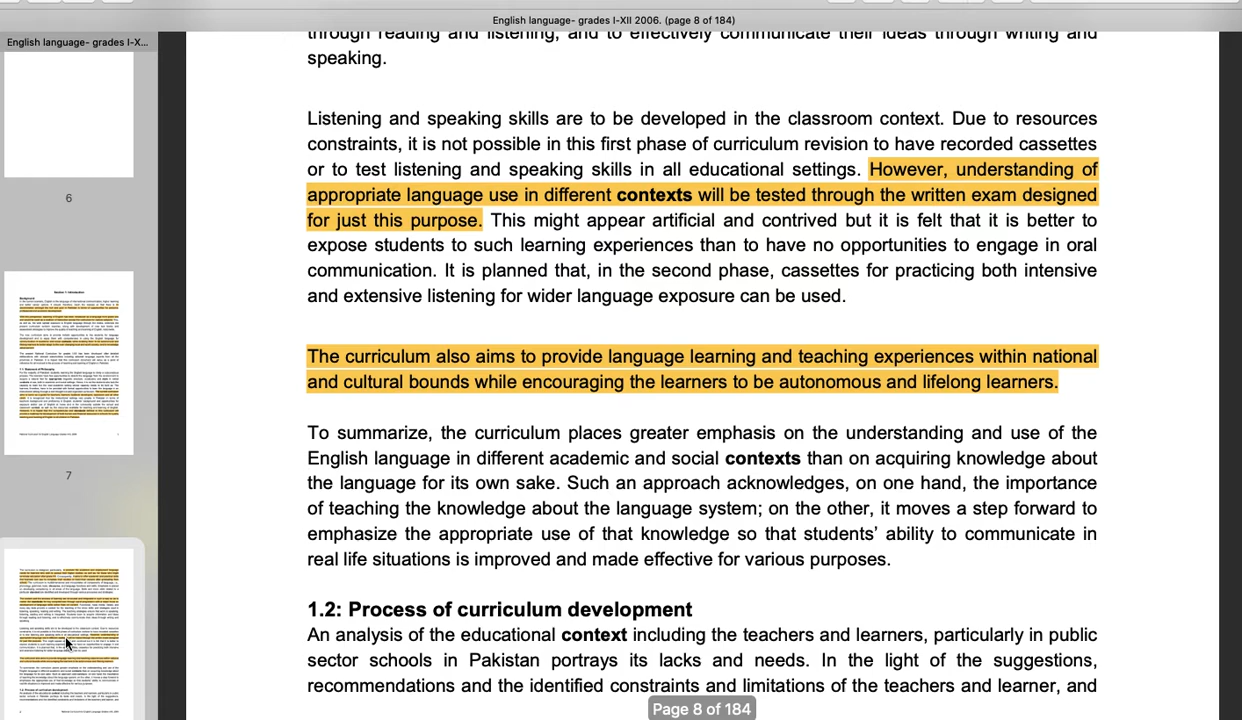 English language- grades I-XII 2006. (page 8 of 184)
English language- grades I-X...
6
7
through reading and listening, and to effectively communicate their ideas through writing and
speaking.
Listening and speaking skills are to be developed in the classroom context. Due to resources
constraints, it is not possible in this first phase of curriculum revision to have recorded cassettes
or to test listening and speaking skills in all educational settings. However, understanding of
appropriate language use in different contexts will be tested through the written exam designed
for just this purpose. This might appear artificial and contrived but it is felt that it is better to
expose students to such learning experiences than to have no opportunities to engage in oral
communication. It is planned that, in the second phase, cassettes for practicing both intensive
and extensive listening for wider language exposure can be used.
The curriculum also aims to provide language learning and teaching experiences within national
and cultural bounds while encouraging the learners to be autonomous and lifelong learners.
To summarize, the curriculum places greater emphasis on the understanding and use of the
English language in different academic and social contexts than on acquiring knowledge about
the language for its own sake. Such an approach acknowledges, on one hand, the importance
of teaching the knowledge about the language system; on the other, it moves a step forward to
emphasize the appropriate use of that knowledge so that students' ability to communicate in
real life situations is improved and made effective for various purposes.
1.2: Process of curriculum development
An analysis of the educational context including the teachers and learners, particularly in public
sector schools in Pakistan portrays its lacks and needs. In the light of the suggestions,
recommendations and the identified constraints and limitations of the teachers and learner, and
Page 8 of 184